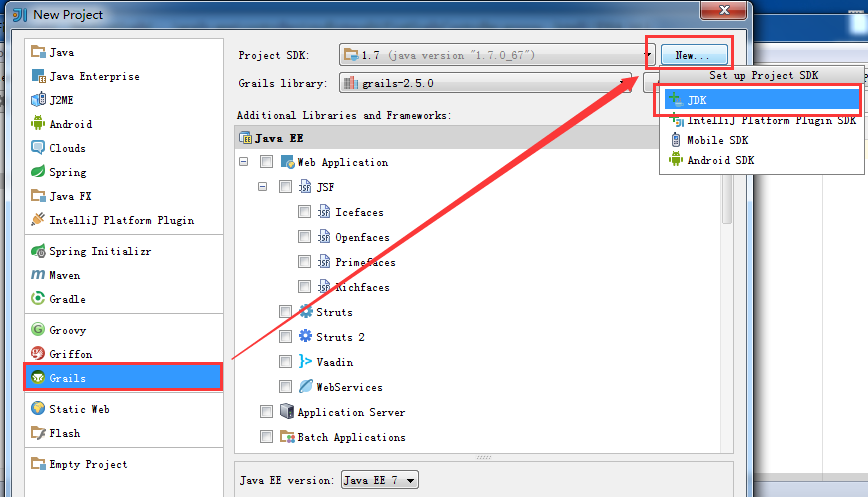 New Project
Java
Java Enterprise
J2ME
Android
Clouds
Spring
Java FX
IntelliJ Platform Plugin
Spring Initializr
Maven
Gradle
Groovy
Griffon
Grails
Static Web
Flash
Empty Project
Project SDK: 1.7 (java version "1.7.0_67") New...
Grails library: grails-2.5.0
Set up Project SDK
JDK
IntelliJ Platform Plugin SDK
Mobile SDK
Android SDK
Additional Libraries and Frameworks:
Java EE
Web Application
JSF
Icefaces
Openfaces
Primefaces
Richfaces
Struts
Struts 2
Vaadin
WebServices
Application Server
Batch Applications
Java EE version: Java EE 7